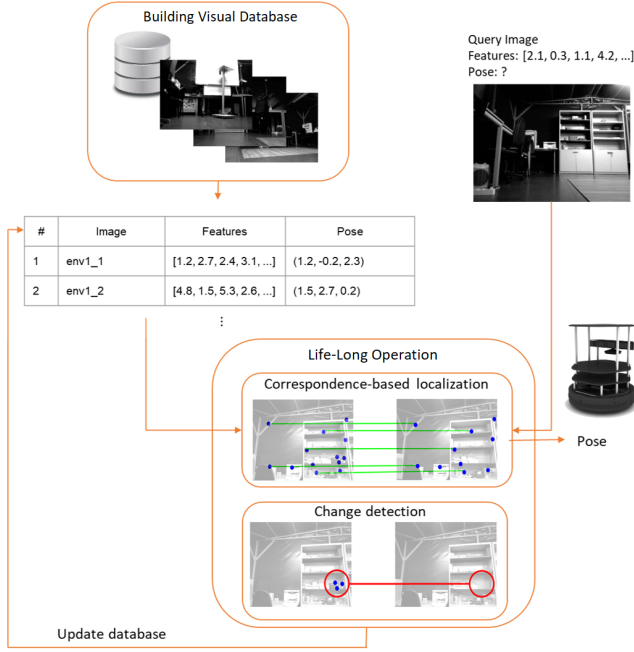 Building Visual Database
Query Image
Features: [2.1, 0.3, 1.1, 4.2, ...]
Pose: ?
# Image Features Pose
1 env1_1 [1.2, 2.7, 2.4, 3.1, ...] (1.2, -0.2, 2.3)
2 env1_2 [4.8, 1.5, 5.3, 2.6, ...] (1.5, 2.7, 0.2)
⋮
Life-Long Operation
Correspondence-based localization
Pose
Change detection
Update database